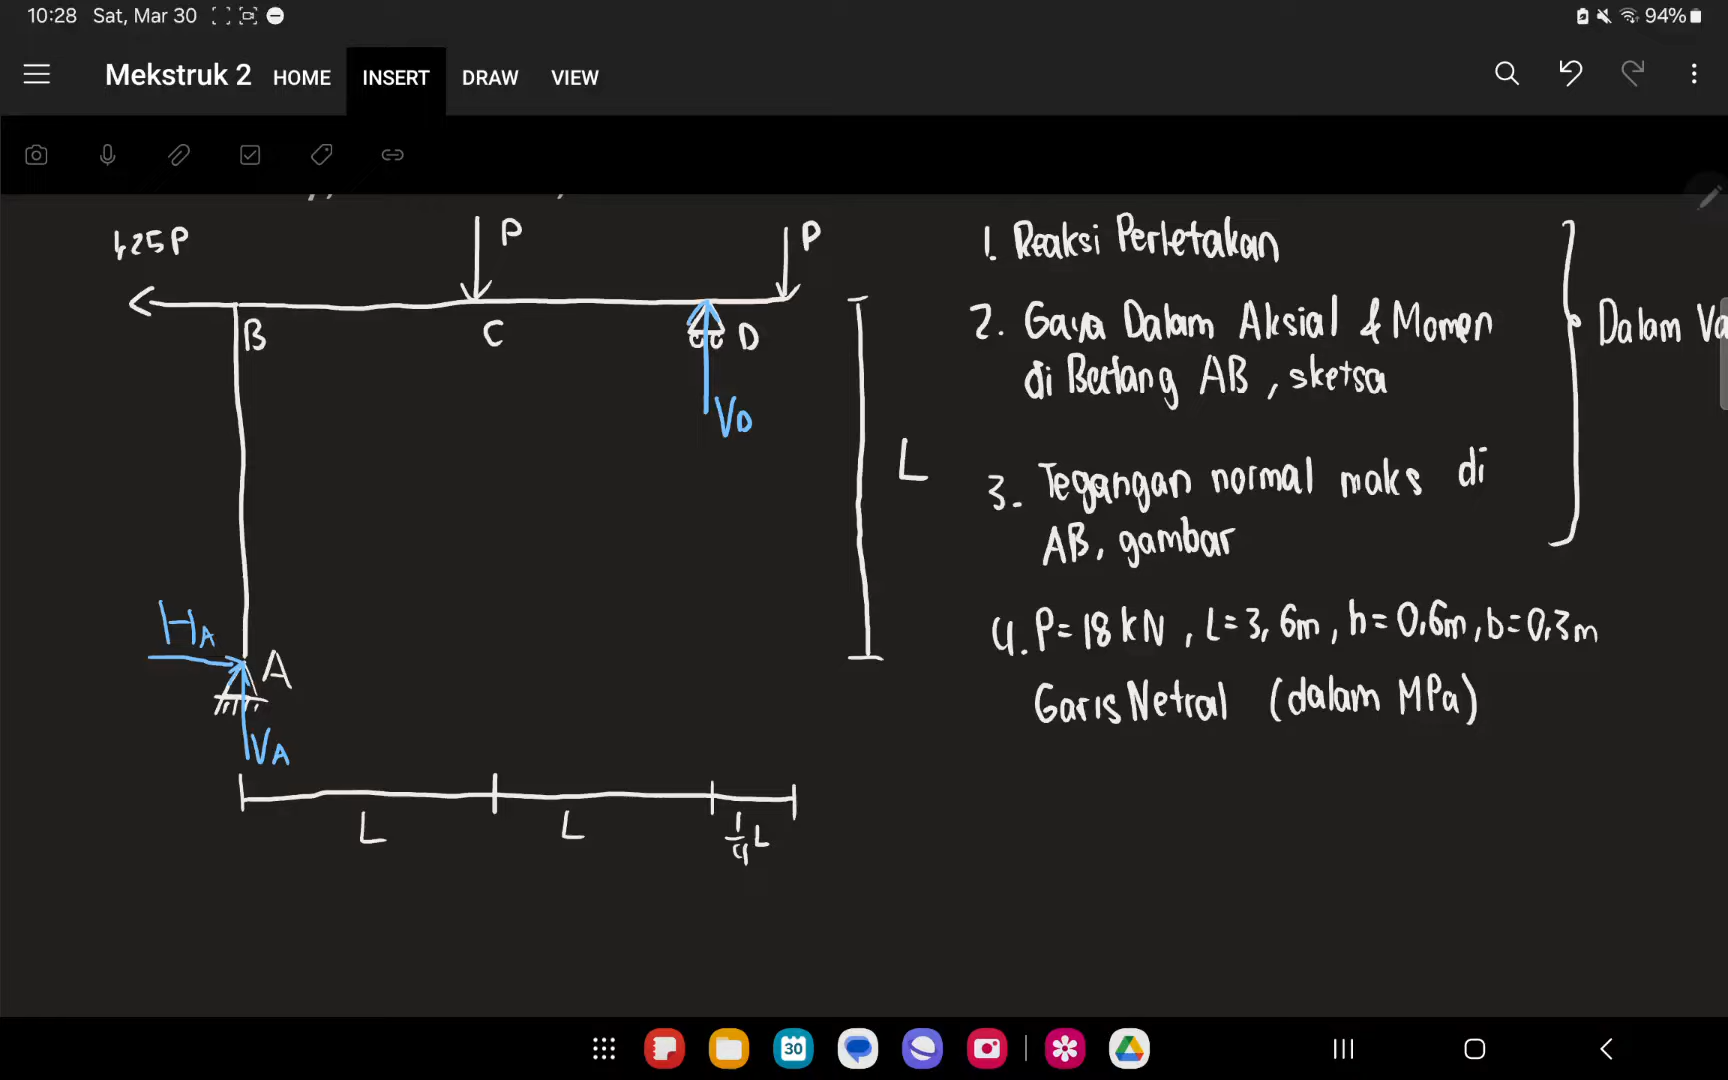 10:28 Sat, Mar 30 94%
Mekstruk 2 HOME INSERT DRAW VIEW
1,25P
P
P
B
C
D
VD
L
HA
A
VA
L
L
1/4 L
1. Reaksi Perletakan
2. Gaya Dalam Aksial & Momen
di Bentang AB, sketsa
3. Tegangan normal maks di
AB, gambar
Dalam
4. P = 18 kN, L = 3,6m, h = 0.6m, b = 0.3m
Garis Netral (dalam MPa)
30